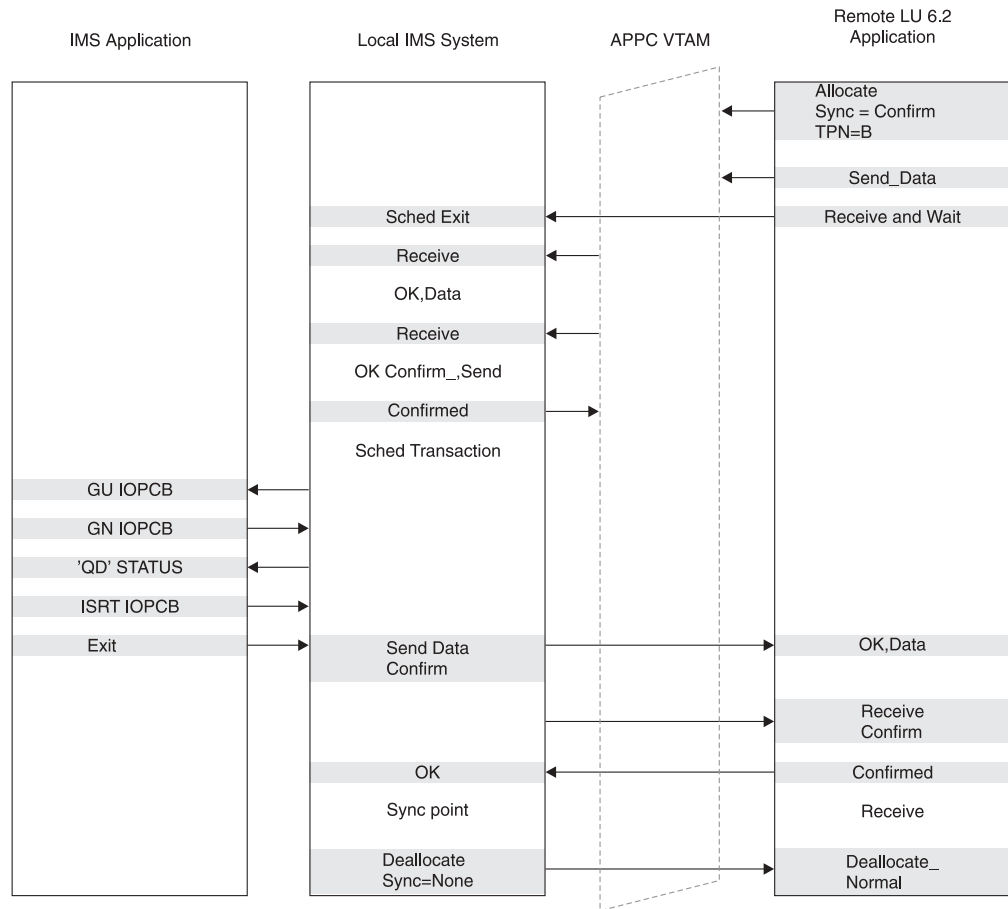 IMS Application
Local IMS System
APPC VTAM
Remote LU 6.2
Application
Allocate
Sync = Confirm
TPN=B
Send_Data
Sched Exit
Receive and Wait
Receive
OK,Data
Receive
OK Confirm_,Send
Confirmed
Sched Transaction
GU IOPCB
GN IOPCB
'QD' STATUS
ISRT IOPCB
Exit
Send Data
Confirm
OK,Data
Receive
Confirm
OK
Confirmed
Sync point
Receive
Deallocate
Sync=None
Deallocate_
Normal